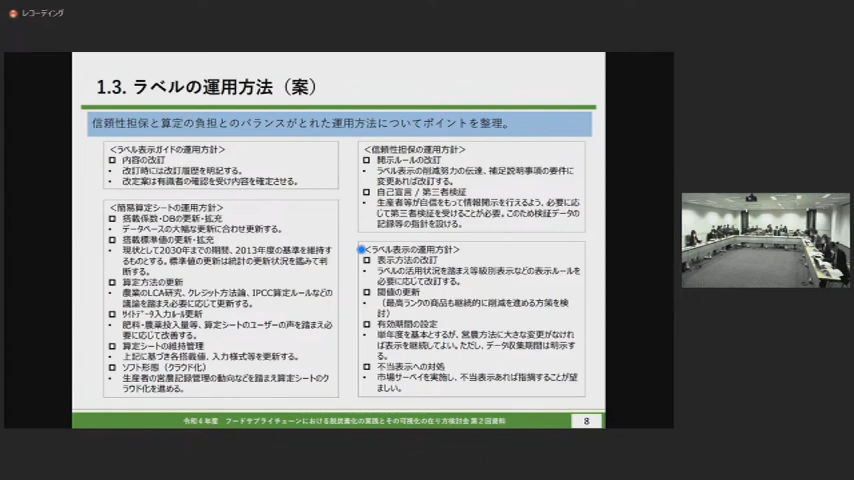 レコーディング
1.3. ラベルの運用方法（案）
信頼性担保と算定の負担とのバランスがとれた運用方法についてポイントを整理。
＜ラベル表示ガイドの運用方針＞
内容の改訂
改訂時には改訂履歴を明記する。
改定案は有識者の確認を受け内容を確定させる。
＜簡易算定シートの運用方針＞
搭載係数・DBの更新・拡充
データベースの大幅な更新に合わせ更新する。
搭載標準値の更新・拡充
現状として2030年までの期間、2013年度の基準を維持す
るものとする。標準値の更新は統計の更新状況を鑑みて判
断する。
算定方法の更新
農業のLCA研究、クレジット方法論、IPCC算定ルールなどの
議論を踏まえ必要に応じて更新する。
サイトデータ入力ルール更新
肥料・農薬投入量等、算定シートのユーザーの声を踏まえ必
要に応じて改善する。
算定シートの維持管理
上記に基づき各搭載値、入力様式等を更新する。
ソフト形態（クラウド化）
生産者の営農記録管理の動向などを踏まえ算定シートのク
ラウド化を進める。
＜信頼性担保の運用方針＞
開示ルールの改訂
ラベル表示の削減努力の伝達、補足説明事項の要件に
変更あれば改訂する。
自己宣言 / 第三者検証
生産者等が自信をもって情報開示を行えるよう、必要に応
じて第三者検証を受けることが必要。このため検証データの
記録等の指針を設ける。
＜ラベル表示の運用方針＞
表示方法の改訂
ラベルの活用状況を踏まえ等級別表示などの表示ルールを
必要に応じて改訂する。
閾値の更新
（最高ランクの商品も継続的に削減を進める方策を検
討）
有効期間の設定
単年度を基本とするが、営農方法に大きな変更がなけれ
ば表示を継続してよい。ただし、データ収集期間は明示す
る。
不当表示への対処
市場サーベイを実施し、不当表示あれば指摘することが望
ましい。
令和４年度 フードサプライチェーンにおける脱炭素化の実践とその可視化の在り方検討会 第２回資料
8